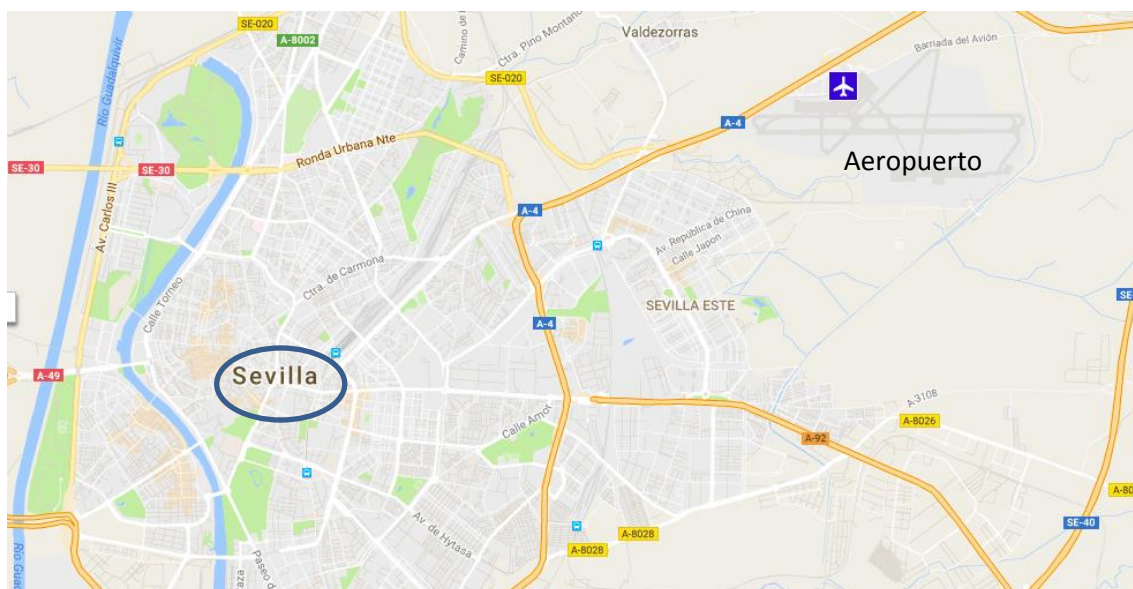 SE-020
A-8002
Camino de
Ctra. Pino Montano
Valdezorras
Barriada del Avión
Río Guadalquivir
SE-020
A-4
Aeropuerto
Ronda Urbana Nte
SE-30
SE-30
Av. Carlos III
A-4
Av. República de China
Calle Japon
Ctra. de Carmona
Calle Torneo
SEVILLA ESTE
SE
A-4
Sevilla
A-49
A-3108
Calle Amor
A-8026
A-92
A-80
Av. de Hytasa
SE-40
A-8028
A-8028
Río Gua
Paseo d
aza